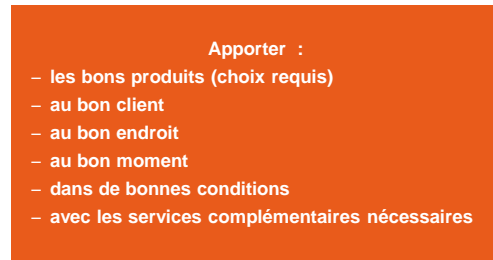 Apporter :
– les bons produits (choix requis)
– au bon client
– au bon endroit
– au bon moment
– dans de bonnes conditions
– avec les services complémentaires nécessaires